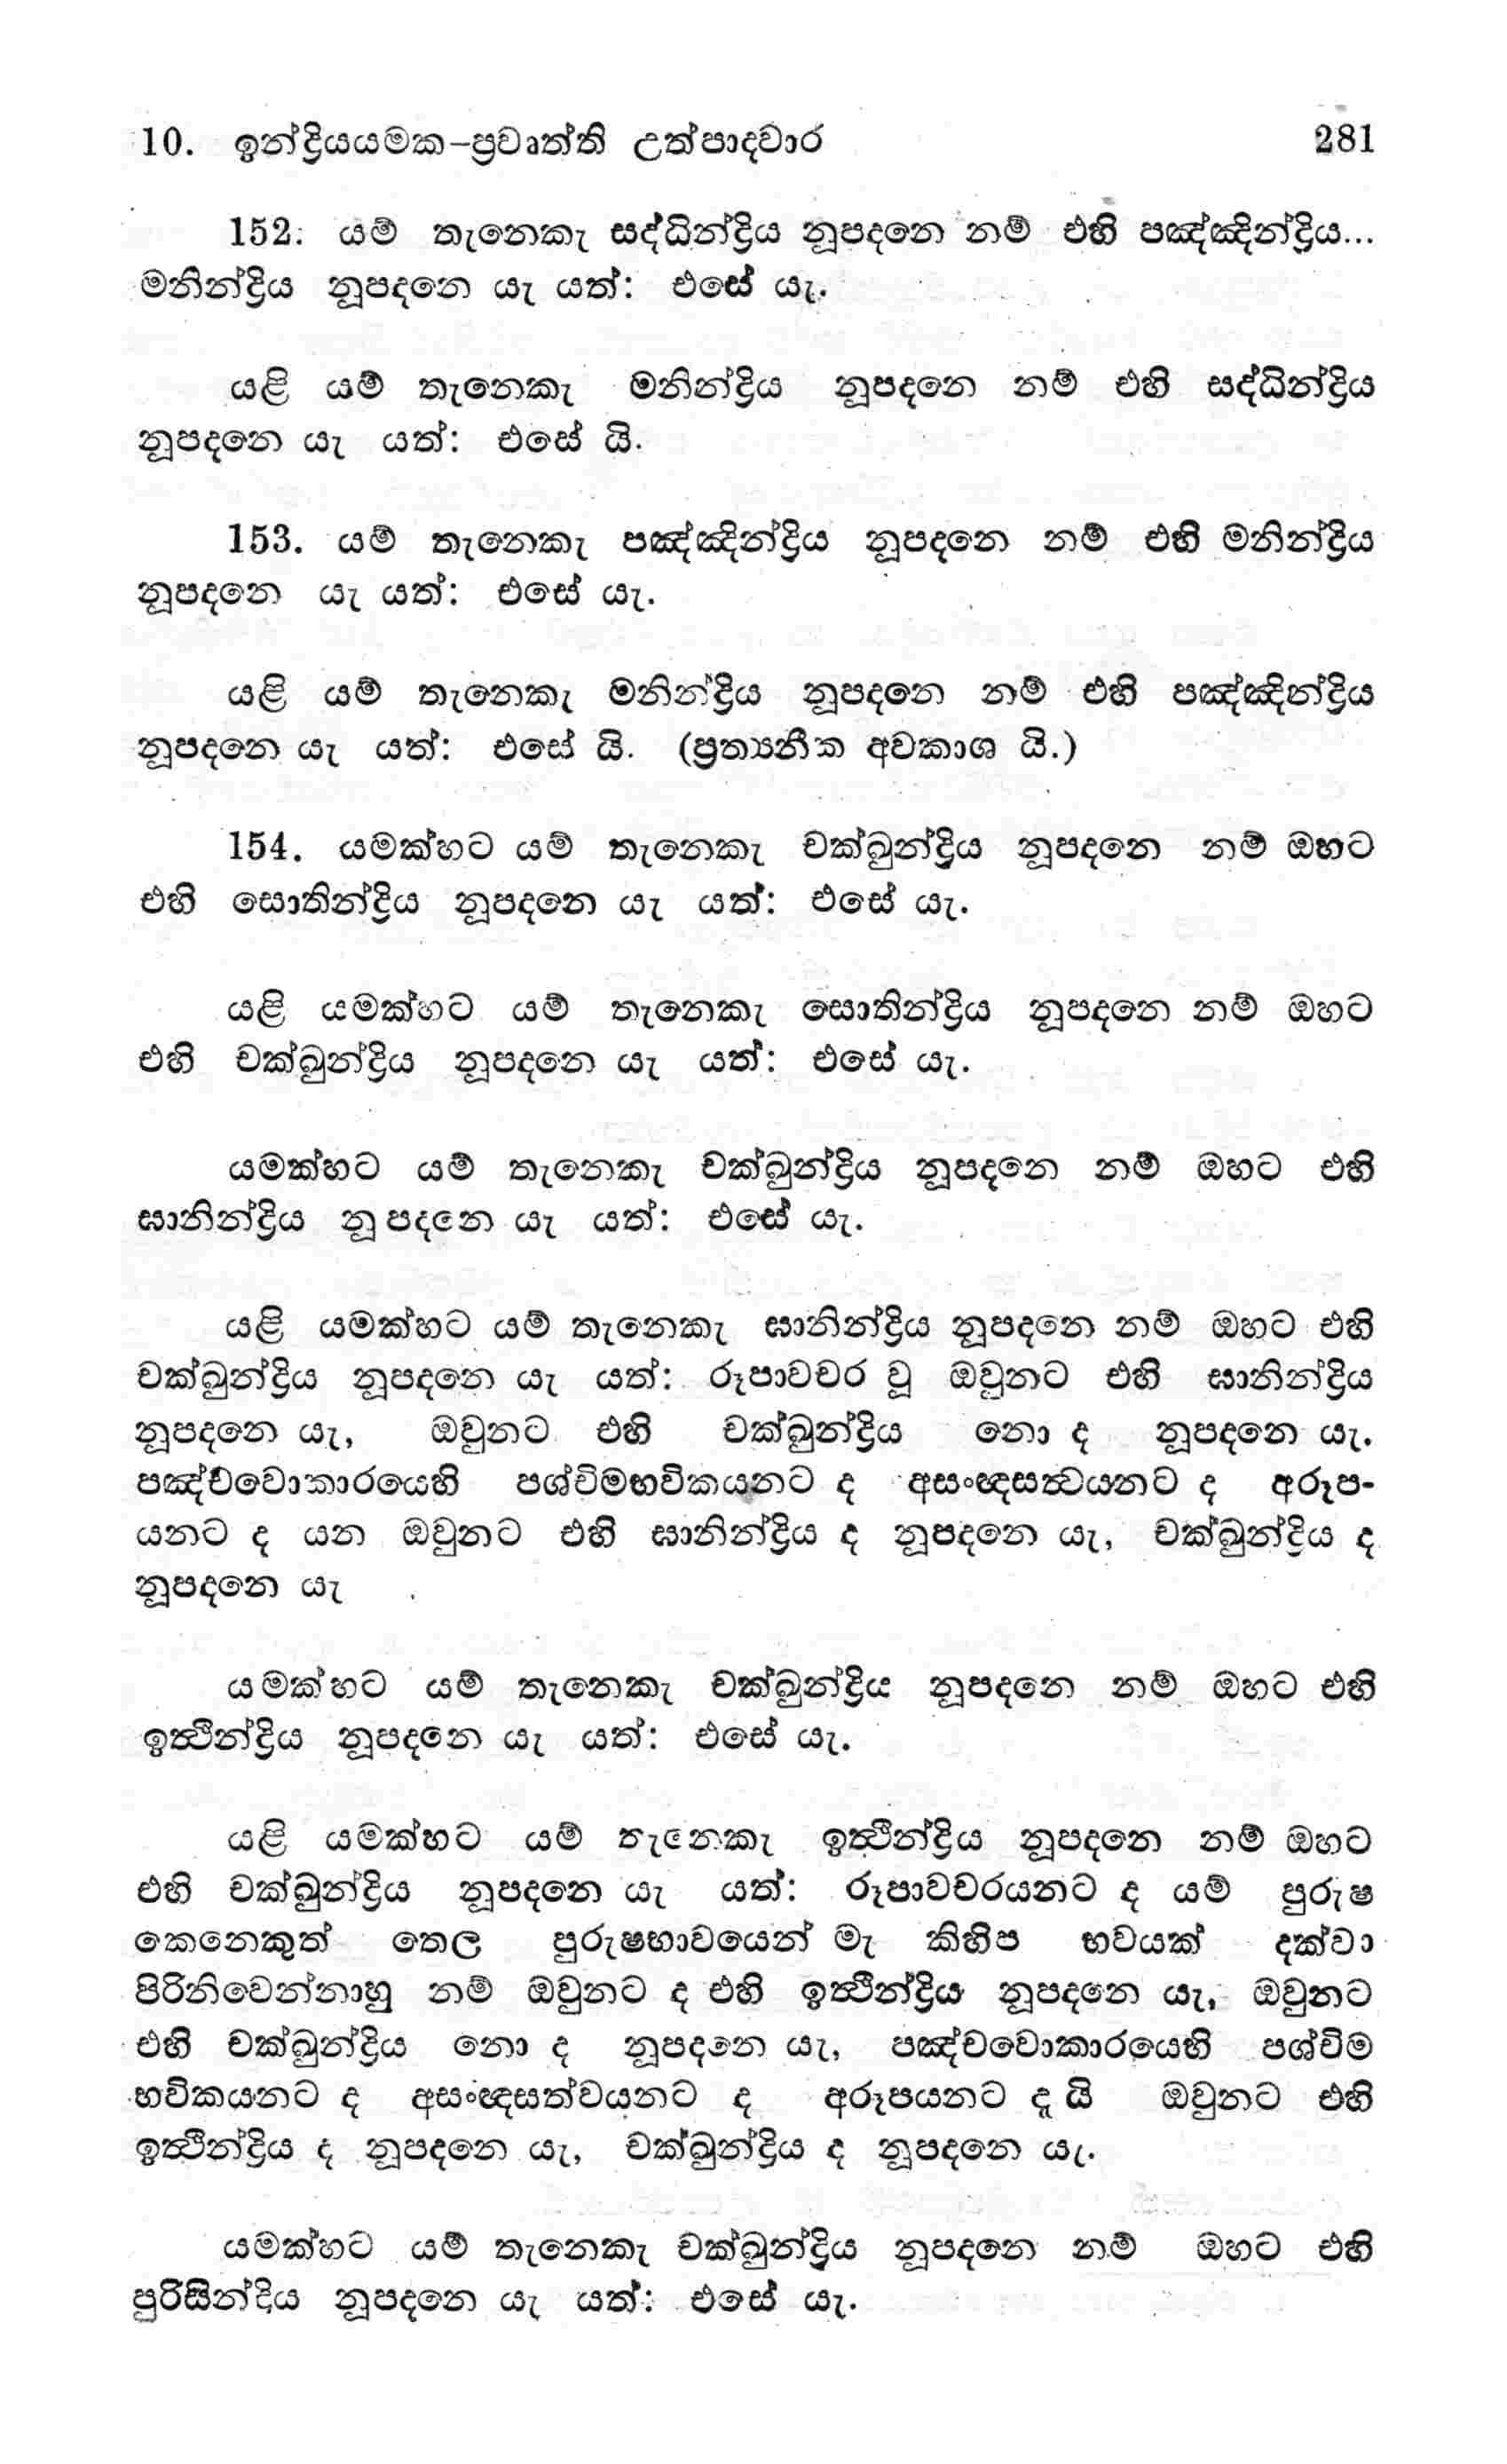 10. ඉන්ද්‍රියයමක-ප්‍රවෘත්ති උත්පාදවාර 281
152. යම් තැනෙකැ සද්ධින්ද්‍රිය නූපදනෙ නම් එහි පඤ්ඤින්ද්‍රිය...
මනින්ද්‍රිය නූපදනෙ යැ යත්: එසේ යැ.
යළි යම් තැනෙකැ මනින්ද්‍රිය නූපදනෙ නම් එහි සද්ධින්ද්‍රිය
නූපදනෙ යැ යත්: එසේ යි.
153. යම් තැනෙකැ පඤ්ඤින්ද්‍රිය නූපදනෙ නම් එහි මනින්ද්‍රිය
නූපදනෙ යැ යත්: එසේ යැ.
යළි යම් තැනෙකැ මනින්ද්‍රිය නූපදනෙ නම් එහි පඤ්ඤින්ද්‍රිය
නූපදනෙ යැ යත්: එසේ යි. (ප්‍රත්‍යනීක අවකාශ යි.)
154. යමක්හට යම් තැනෙකැ චක්ඛුන්ද්‍රිය නූපදනෙ නම් ඔහට
එහි සොතින්ද්‍රිය නූපදනෙ යැ යත්: එසේ යැ.
යළි යමක්හට යම් තැනෙකැ සොතින්ද්‍රිය නූපදනෙ නම් ඔහට
එහි චක්ඛුන්ද්‍රිය නූපදනෙ යැ යත්: එසේ යැ.
යමක්හට යම් තැනෙකැ චක්ඛුන්ද්‍රිය නූපදනෙ නම් ඔහට එහි
ඝානින්ද්‍රිය නූපදනෙ යැ යත්: එසේ යැ.
යළි යමක්හට යම් තැනෙකැ ඝානින්ද්‍රිය නූපදනෙ නම් ඔහට එහි
චක්ඛුන්ද්‍රිය නූපදනෙ යැ යත්: රූපාවචර වූ ඔවුනට එහි ඝානින්ද්‍රිය
නූපදනෙ යැ, ඔවුනට එහි චක්ඛුන්ද්‍රිය නො ද නූපදනෙ යැ.
පඤ්චවොකාරයෙහි පශ්චිමභවිකයනට ද අසංඥසත්‍වයනට ද අරූප-
යනට ද යන ඔවුනට එහි ඝානින්ද්‍රිය ද නූපදනෙ යැ, චක්ඛුන්ද්‍රිය ද
නූපදනෙ යැ
යමක්හට යම් තැනෙකැ චක්ඛුන්ද්‍රිය නූපදනෙ නම් ඔහට එහි
ඉත්‍ථින්ද්‍රිය නූපදනෙ යැ යත්: එසේ යැ.
යළි යමක්හට යම් තැනෙකැ ඉත්‍ථින්ද්‍රිය නූපදනෙ නම් ඔහට
එහි චක්ඛුන්ද්‍රිය නූපදනෙ යැ යත්: රූපාවචරයනට ද යම් පුරුෂ
කෙනෙකුත් තෙල පුරුෂභාවයෙන් මැ කිහිප භවයක් දක්වා
පිරිනිවෙන්නාහු නම් ඔවුනට ද එහි ඉත්‍ථින්ද්‍රිය නූපදනෙ යැ, ඔවුනට
එහි චක්ඛුන්ද්‍රිය නො ද නූපදනෙ යැ, පඤ්චවොකාරයෙහි පශ්චිම
භවිකයනට ද අසංඥසත්වයනට ද අරූපයනට දැ යි ඔවුනට එහි
ඉත්‍ථින්ද්‍රිය ද නූපදනෙ යැ, චක්ඛුන්ද්‍රිය ද නූපදනෙ යැ.
යමක්හට යම් තැනෙකැ චක්ඛුන්ද්‍රිය නූපදනෙ නම් ඔහට එහි
පුරිසින්ද්‍රිය නූපදනෙ යැ යත්: එසේ යැ.